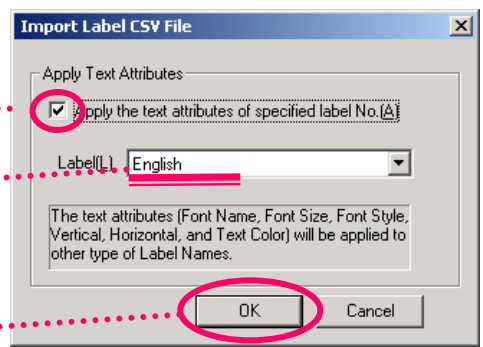 Import Label CSV File
Apply Text Attributes
Apply the text attributes of specified label No.(A)
Label(L) English
The text attributes (Font Name, Font Size, Font Style,
Vertical, Horizontal, and Text Color) will be applied to
other type of Label Names.
OK Cancel